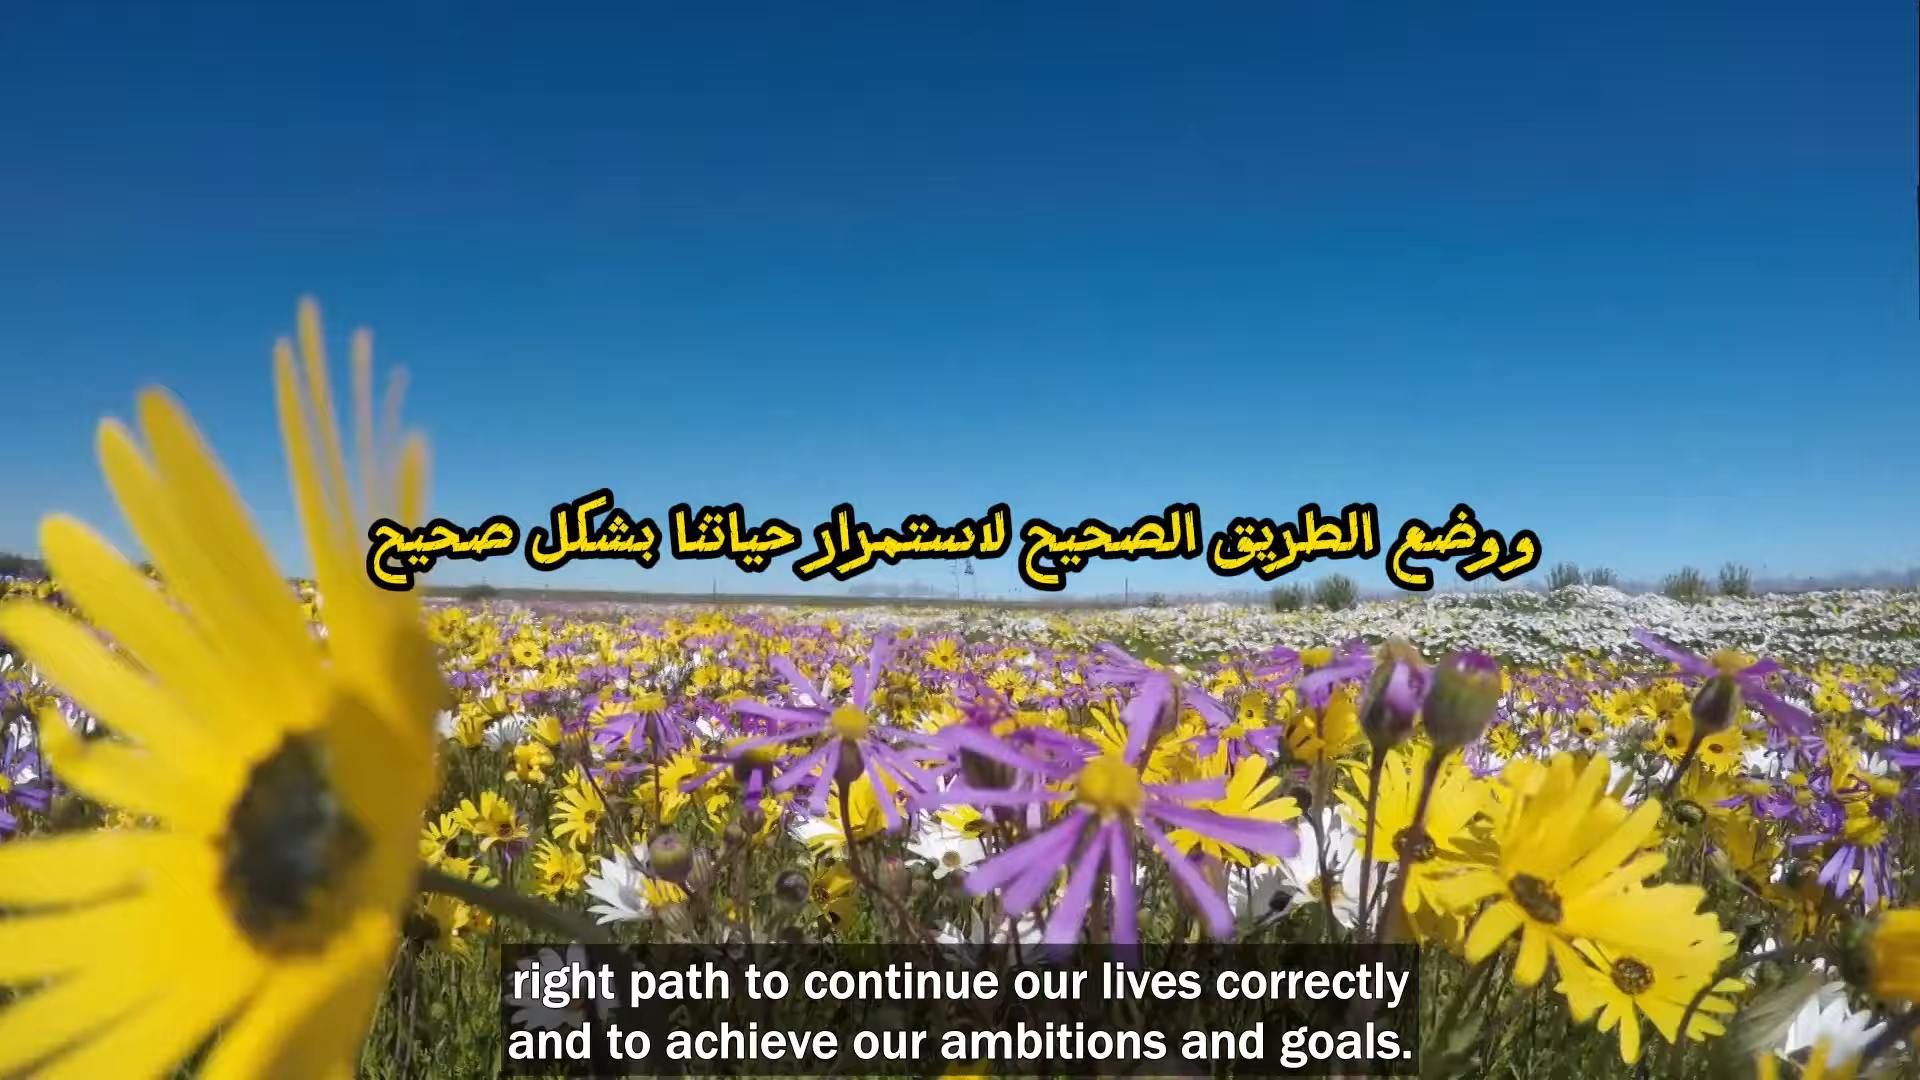 ووضع الطريق الصحيح لاستمرار حياتنا بشكل صحيح
right path to continue our lives correctly
and to achieve our ambitions and goals.